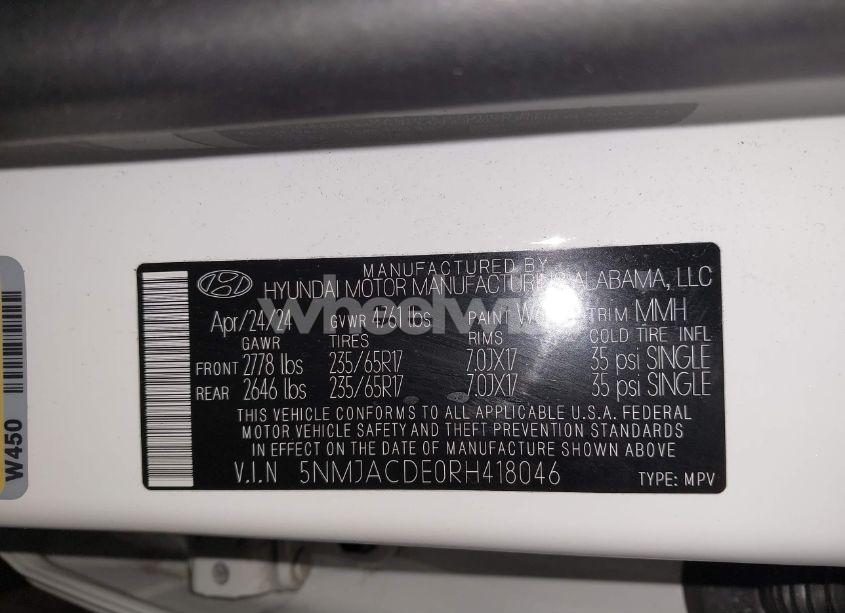 MANUFACTURED BY
HYUNDAI MOTOR MANUFACTURING ALABAMA, LLC
Apr/24/24 GVWR 4761 lbs PAINT TRIM MMH
GAWR TIRES RIMS COLD TIRE INFL
FRONT 2778 lbs 235/65R17 7.0JX17 35 psi SINGLE
REAR 2646 lbs 235/65R17 7.0JX17 35 psi SINGLE
THIS VEHICLE CONFORMS TO ALL APPLICABLE U.S.A. FEDERAL
MOTOR VEHICLE SAFETY AND THEFT PREVENTION STANDARDS
IN EFFECT ON THE DATE OF MANUFACTURE SHOWN ABOVE
V.I.N 5NMJACDE0RH418046 TYPE: MPV
W450